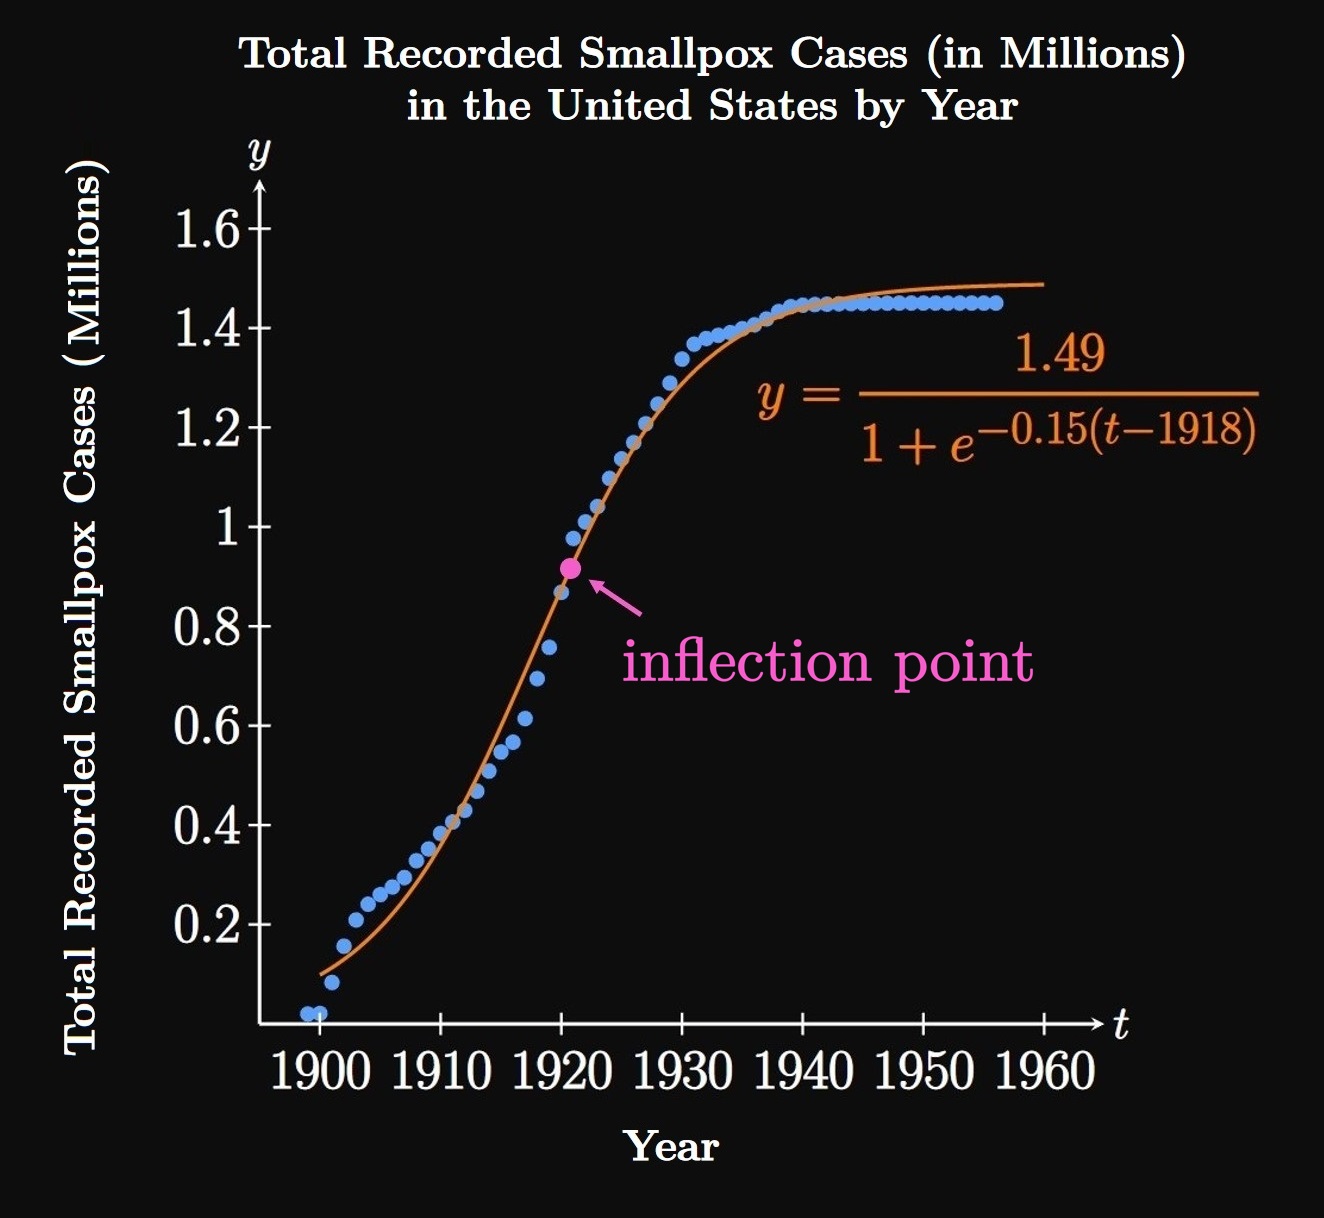 Total Recorded Smallpox Cases (in Millions)
in the United States by Year
y
Total Recorded Smallpox Cases (Millions)
1.6
1.4
1.2
1
0.8
0.6
0.4
0.2
y = 1.49 / 1 + e^−0.15(t−1918)
inflection point
t
1900 1910 1920 1930 1940 1950 1960
Year